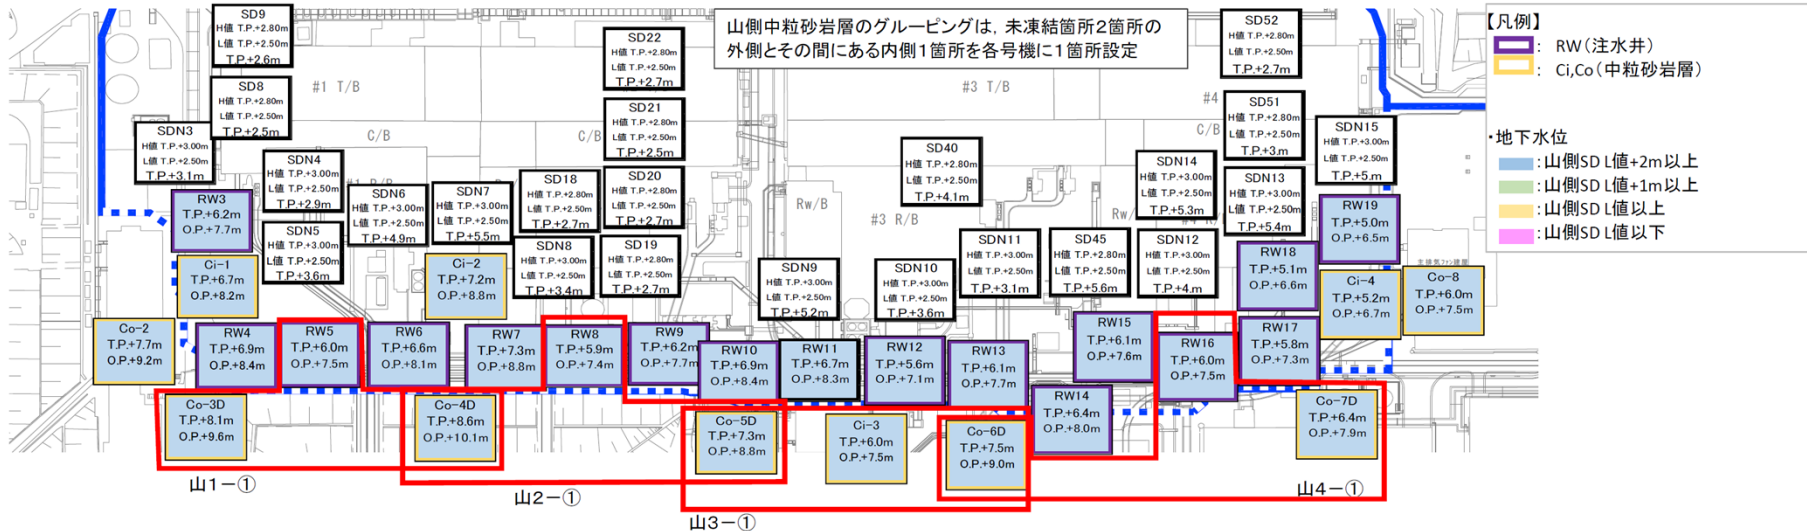 山側中粒砂岩層のグルーピングは，未凍結箇所2箇所の
外側とその間にある内側1箇所を各号機に1箇所設定
【凡例】
: RW(注水井)
: Ci,Co(中粒砂岩層)
・地下水位
:山側SD L値+2m以上
:山側SD L値+1m以上
:山側SD L値以上
:山側SD L値以下
SD9
H値 T.P.+2.80m
L値 T.P.+2.50m
T.P.+2.6m
SD8
H値 T.P.+2.80m
L値 T.P.+2.50m
T.P.+2.5m
SDN3
H値 T.P.+3.00m
L値 T.P.+2.50m
T.P.+3.1m
SDN4
H値 T.P.+3.00m
L値 T.P.+2.50m
T.P.+2.9m
SDN5
H値 T.P.+3.00m
L値 T.P.+2.50m
T.P.+3.6m
SDN6
H値 T.P.+3.00m
L値 T.P.+2.50m
T.P.+4.9m
SDN7
H値 T.P.+3.00m
L値 T.P.+2.50m
T.P.+5.5m
SD18
H値 T.P.+2.80m
L値 T.P.+2.50m
T.P.+2.7m
SDN8
H値 T.P.+3.00m
L値 T.P.+2.50m
T.P.+3.4m
SD22
H値 T.P.+2.80m
L値 T.P.+2.50m
T.P.+2.7m
SD21
H値 T.P.+2.80m
L値 T.P.+2.50m
T.P.+2.5m
SD20
H値 T.P.+2.80m
L値 T.P.+2.50m
T.P.+2.7m
SD19
H値 T.P.+2.80m
L値 T.P.+2.50m
T.P.+2.7m
SDN9
H値 T.P.+3.00m
L値 T.P.+2.50m
T.P.+5.2m
SDN10
H値 T.P.+3.00m
L値 T.P.+2.50m
T.P.+3.6m
SD40
H値 T.P.+2.80m
L値 T.P.+2.50m
T.P.+4.1m
SDN11
H値 T.P.+3.00m
L値 T.P.+2.50m
T.P.+3.1m
SD45
H値 T.P.+2.80m
L値 T.P.+2.50m
T.P.+5.6m
SDN14
H値 T.P.+3.00m
L値 T.P.+2.50m
T.P.+5.3m
SDN12
H値 T.P.+3.00m
L値 T.P.+2.50m
T.P.+4.m
SD52
H値 T.P.+2.80m
L値 T.P.+2.50m
T.P.+2.7m
SD51
H値 T.P.+2.80m
L値 T.P.+2.50m
T.P.+3.m
SDN13
H値 T.P.+3.00m
L値 T.P.+2.50m
T.P.+5.4m
SDN15
H値 T.P.+3.00m
L値 T.P.+2.50m
T.P.+5.m
#1 T/B
C/B
C/B
#3 T/B
C/B
Rw/B
#3 R/B
Rw/
#4
C/B
RW3
T.P.+6.2m
O.P.+7.7m
Ci-1
T.P.+6.7m
O.P.+8.2m
Co-2
T.P.+7.7m
O.P.+9.2m
RW4
T.P.+6.9m
O.P.+8.4m
RW5
T.P.+6.0m
O.P.+7.5m
RW6
T.P.+6.6m
O.P.+8.1m
Ci-2
T.P.+7.2m
O.P.+8.8m
RW7
T.P.+7.3m
O.P.+8.8m
RW8
T.P.+5.9m
O.P.+7.4m
RW9
T.P.+6.2m
O.P.+7.7m
RW10
T.P.+6.9m
O.P.+8.4m
RW11
T.P.+6.7m
O.P.+8.3m
RW12
T.P.+5.6m
O.P.+7.1m
RW13
T.P.+6.1m
O.P.+7.7m
RW14
T.P.+6.4m
O.P.+8.0m
RW15
T.P.+6.1m
O.P.+7.6m
RW16
T.P.+6.0m
O.P.+7.5m
RW17
T.P.+5.8m
O.P.+7.3m
RW18
T.P.+5.1m
O.P.+6.6m
RW19
T.P.+5.0m
O.P.+6.5m
Ci-4
T.P.+5.2m
O.P.+6.7m
Co-8
T.P.+6.0m
O.P.+7.5m
Co-3D
T.P.+8.1m
O.P.+9.6m
Co-4D
T.P.+8.6m
O.P.+10.1m
Co-5D
T.P.+7.3m
O.P.+8.8m
Ci-3
T.P.+6.0m
O.P.+7.5m
Co-6D
T.P.+7.5m
O.P.+9.0m
Co-7D
T.P.+6.4m
O.P.+7.9m
山1-①
山2-①
山3-①
山4-①